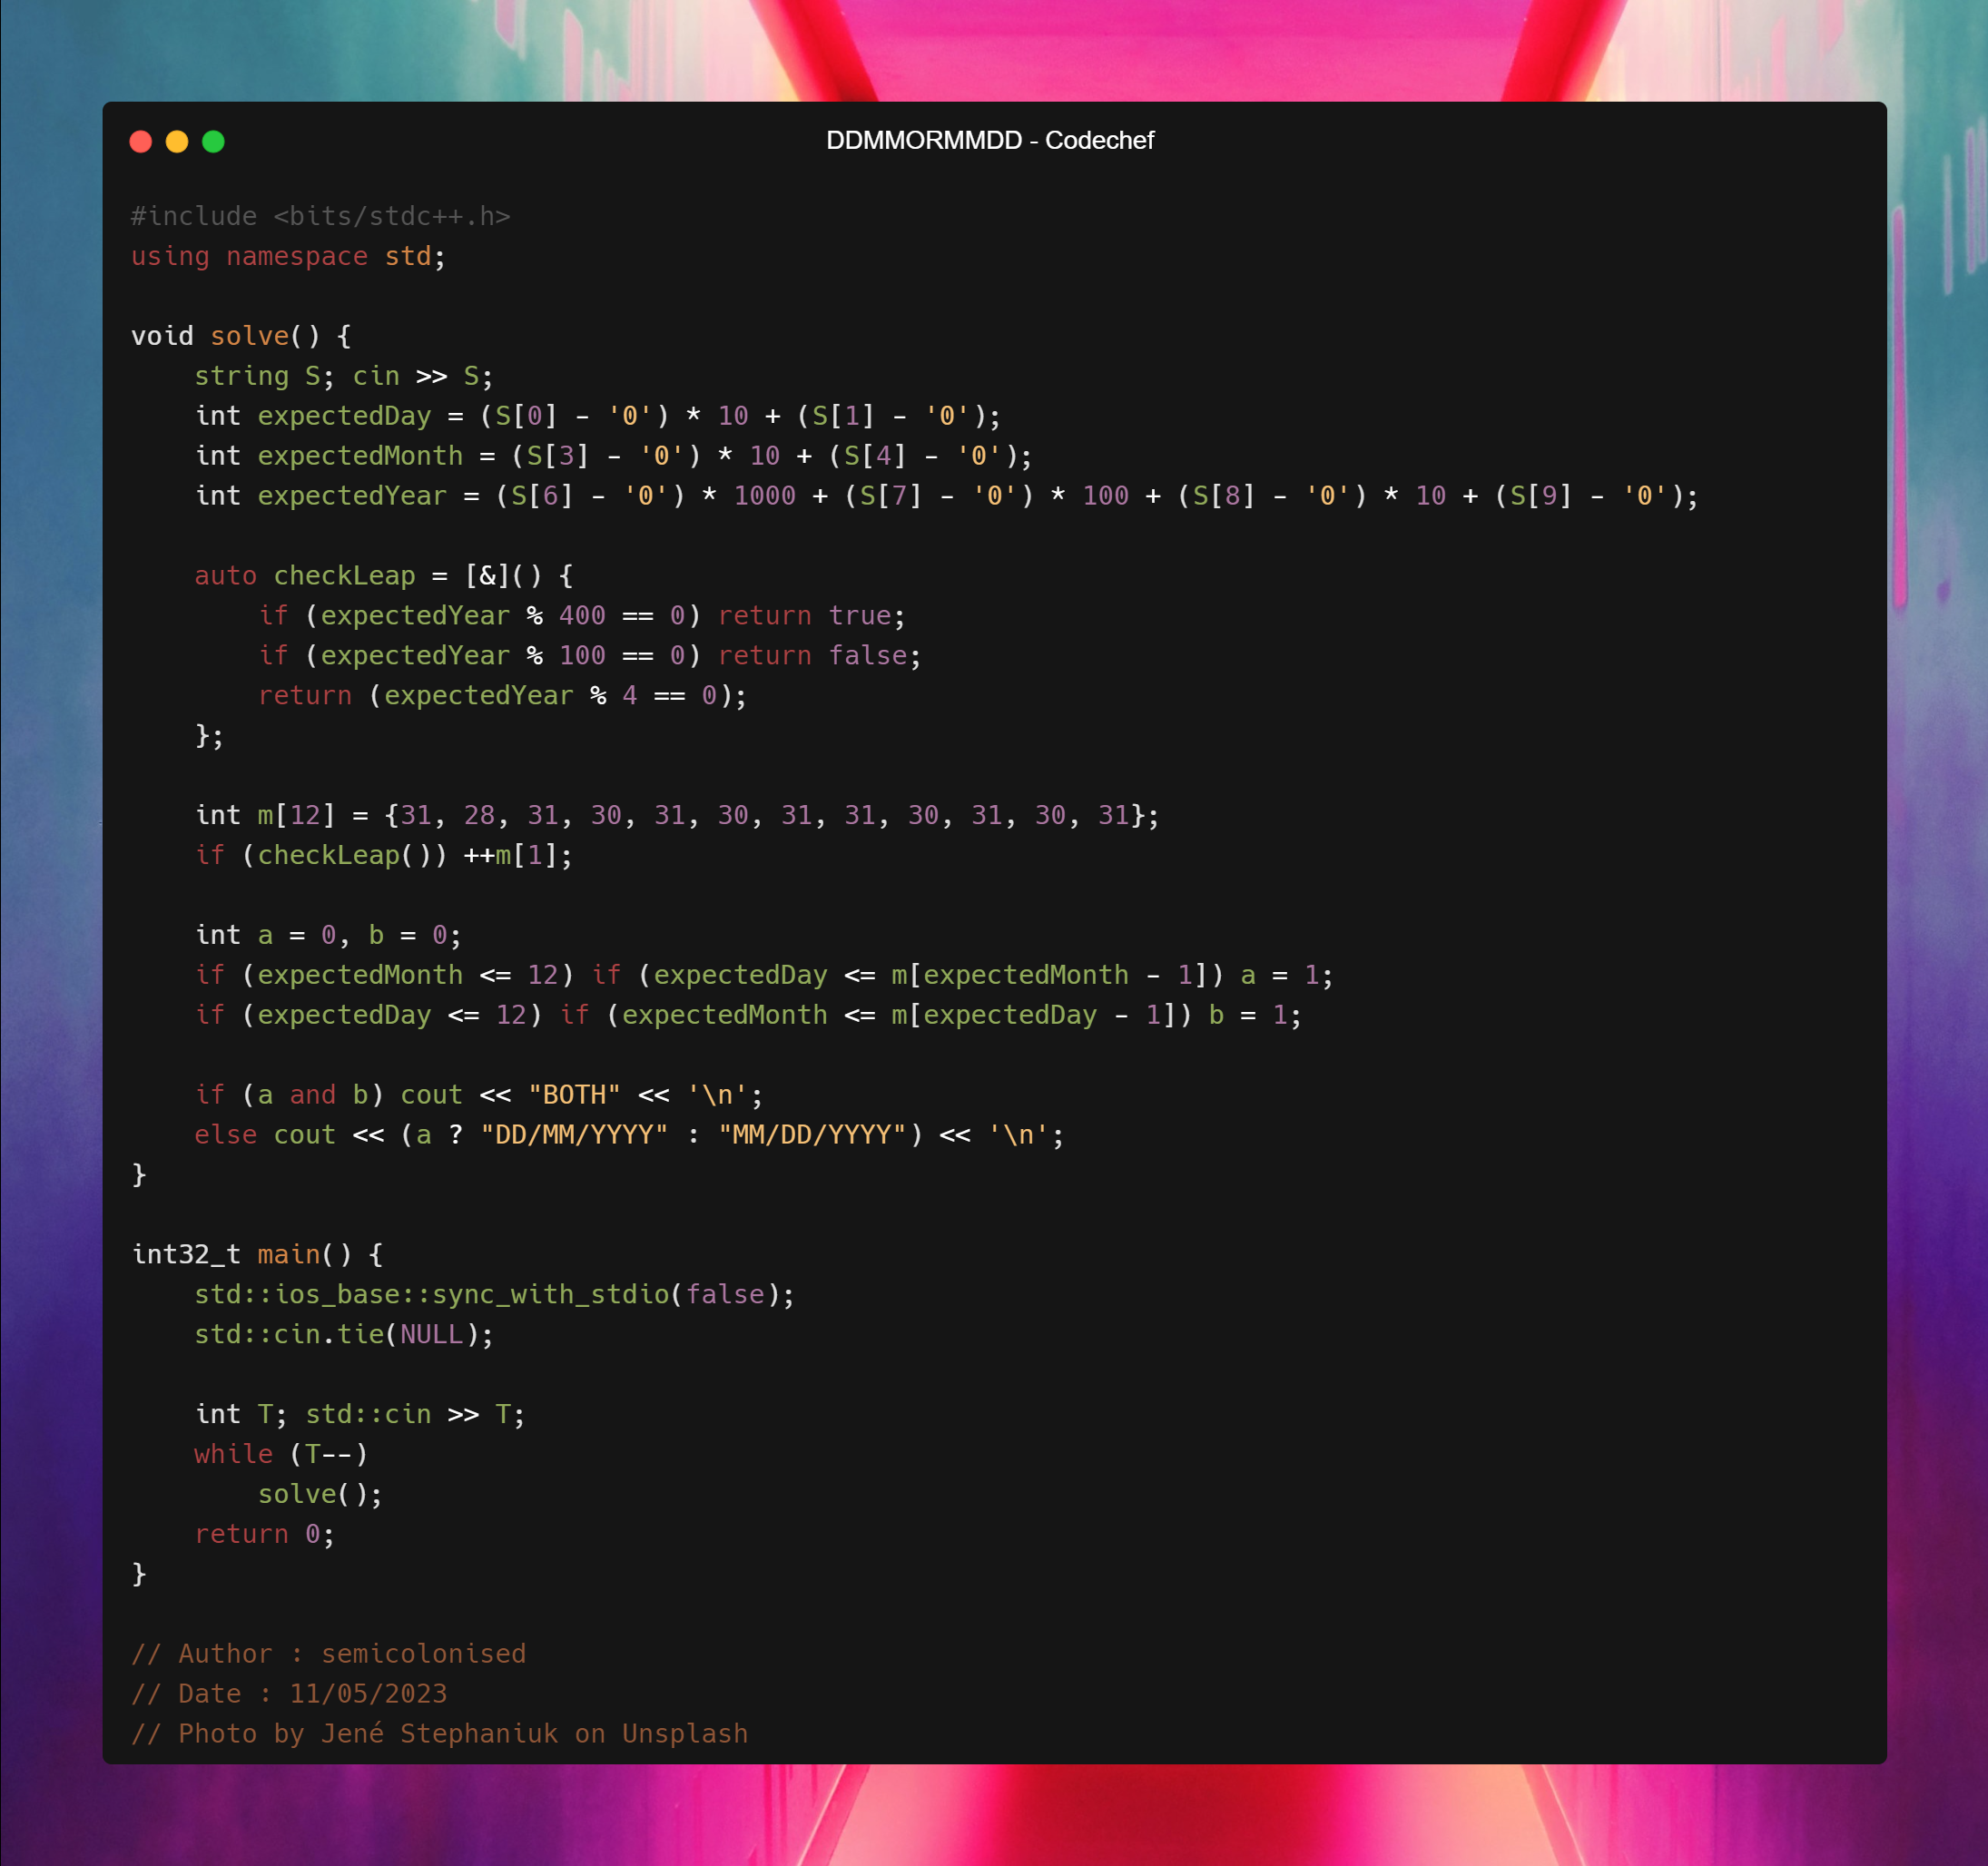 DDMMORMMDD - Codechef
#include <bits/stdc++.h>
using namespace std;
void solve() {
    string S; cin >> S;
    int expectedDay = (S[0] - '0') * 10 + (S[1] - '0');
    int expectedMonth = (S[3] - '0') * 10 + (S[4] - '0');
    int expectedYear = (S[6] - '0') * 1000 + (S[7] - '0') * 100 + (S[8] - '0') * 10 + (S[9] - '0');
    auto checkLeap = [&]() {
        if (expectedYear % 400 == 0) return true;
        if (expectedYear % 100 == 0) return false;
        return (expectedYear % 4 == 0);
    };
    int m[12] = {31, 28, 31, 30, 31, 30, 31, 31, 30, 31, 30, 31};
    if (checkLeap()) ++m[1];
    int a = 0, b = 0;
    if (expectedMonth <= 12) if (expectedDay <= m[expectedMonth - 1]) a = 1;
    if (expectedDay <= 12) if (expectedMonth <= m[expectedDay - 1]) b = 1;
    if (a and b) cout << "BOTH" << '\n';
    else cout << (a ? "DD/MM/YYYY" : "MM/DD/YYYY") << '\n';
}
int32_t main() {
    std::ios_base::sync_with_stdio(false);
    std::cin.tie(NULL);
    int T; std::cin >> T;
    while (T--)
        solve();
    return 0;
}
// Author : semicolonised
// Date : 11/05/2023
// Photo by Jené Stephaniuk on Unsplash